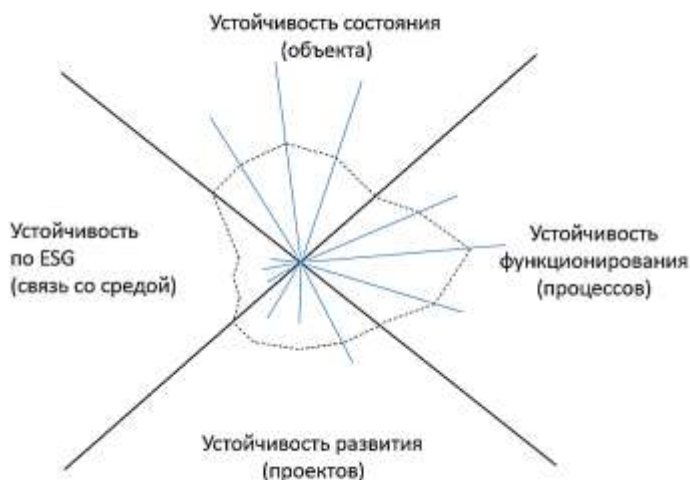 Устойчивость состояния
(объекта)
Устойчивость
по ESG
(связь со средой)
Устойчивость
функционирования
(процессов)
Устойчивость развития
(проектов)